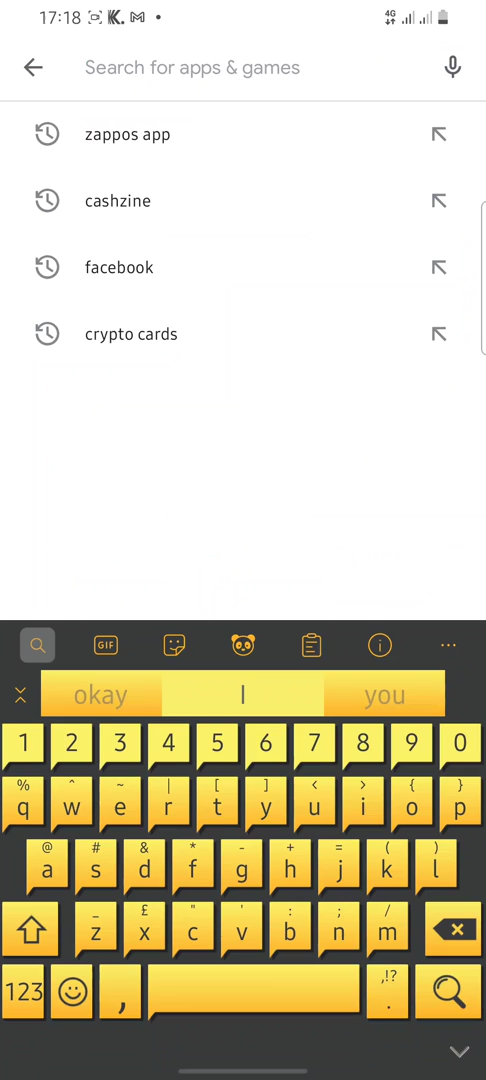 17:18 K. 4G
Search for apps & games
zappos app
cashzine
facebook
crypto cards
GIF
okay I you
1 2 3 4 5 6 7 8 9 0
% ^ ~ | [ ] < > { }
q w e r t y u i o p
@ # & * - + = ( )
a s d f g h j k l
_ £ " ' : ; /
z x c v b n m
,!?
123 , .